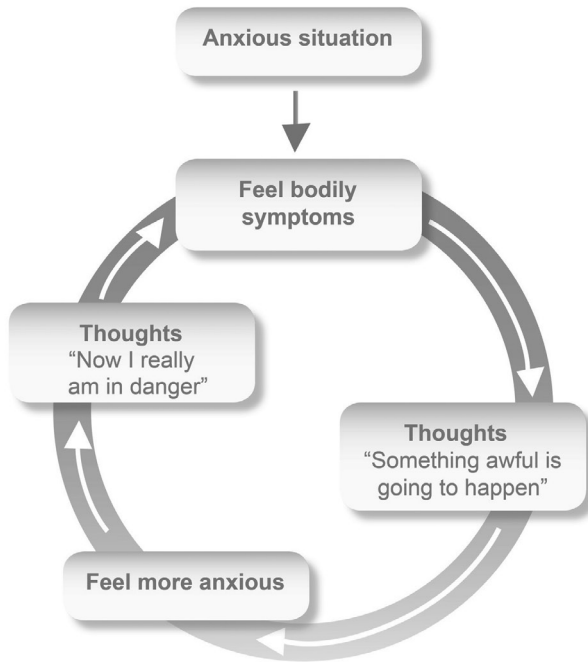 Anxious situation
Feel bodily
symptoms
Thoughts
“Now I really
am in danger”
Thoughts
“Something awful is
going to happen”
Feel more anxious